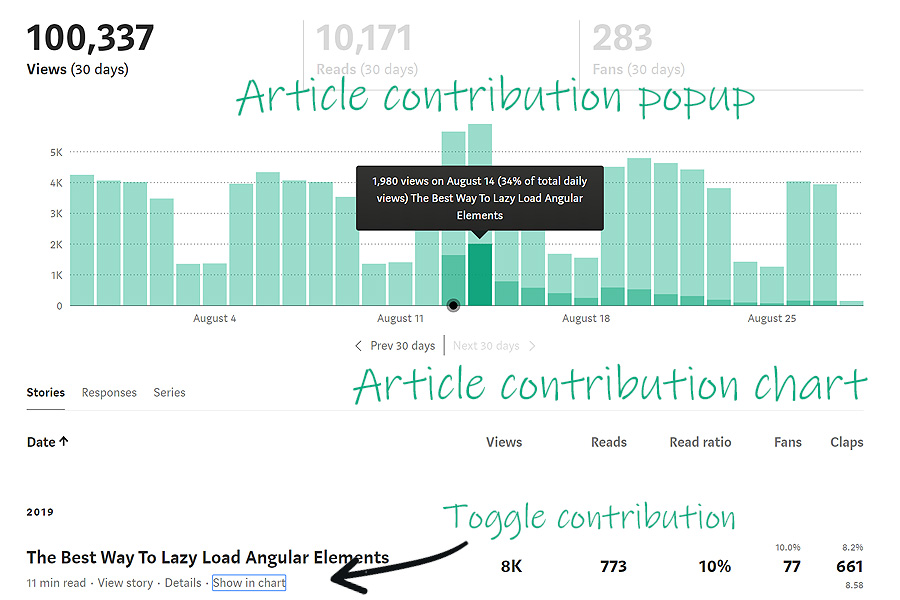 100,337
Views (30 days)
10,171
Reads (30 days)
283
Fans (30 days)
Article contribution popup
5K
4K
3K
2K
1K
0
1,980 views on August 14 (34% of total daily
views) The Best Way To Lazy Load Angular
Elements
August 4
August 11
August 18
August 25
Prev 30 days
Next 30 days
Article contribution chart
Stories Responses Series
Date Views Reads Read ratio Fans Claps
2019
Toggle contribution
The Best Way To Lazy Load Angular Elements
11 min read · View story · Details · Show in chart
8K 773 10% 10.0% 77 8.2% 661 8.58